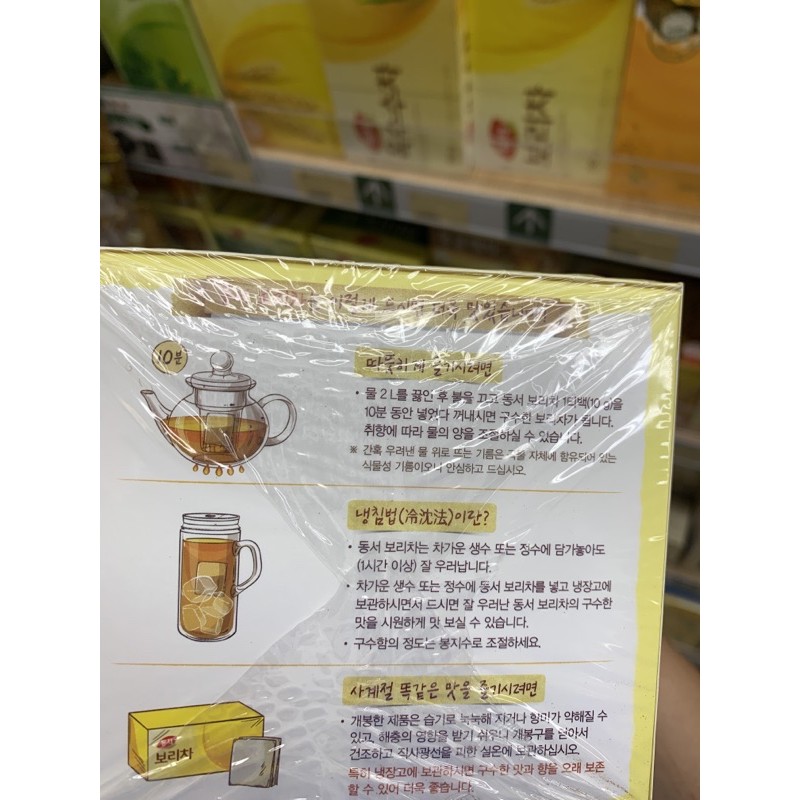 보리차
맛있습니다
10분
따뜻하게 즐기시려면
• 물 2 L를 끓인 후 불을 끄고 동서 보리차 1티백(10 g)을
10분 동안 넣었다 꺼내시면 구수한 보리차가 됩니다.
취향에 따라 물의 양을 조절하실 수 있습니다.
※ 간혹 우려낸 물 위로 뜨는 기름은 곡물 자체에 함유되어 있는
식물성 기름이오니 안심하고 드십시오.
냉침법(冷沈法)이란?
• 동서 보리차는 차가운 생수 또는 정수에 담가놓아도
(1시간 이상) 잘 우러납니다.
• 차가운 생수 또는 정수에 동서 보리차를 넣고 냉장고에
보관하시면서 드시면 잘 우러난 동서 보리차의 구수한
맛을 시원하게 맛 보실 수 있습니다.
• 구수함의 정도는 봉지수로 조절하세요.
사계절 똑같은 맛을 즐기시려면
동서
보리차
• 개봉한 제품은 습기로 눅눅해 지거나 향미가 약해질 수
있고, 해충의 영향을 받기 쉬우니 개봉구를 닫아서
건조하고 직사광선을 피한 실온에 보관하십시오.
특히 냉장고에 보관하시면 구수한 맛과 향을 오래 보존
할 수 있어 더욱 좋습니다.